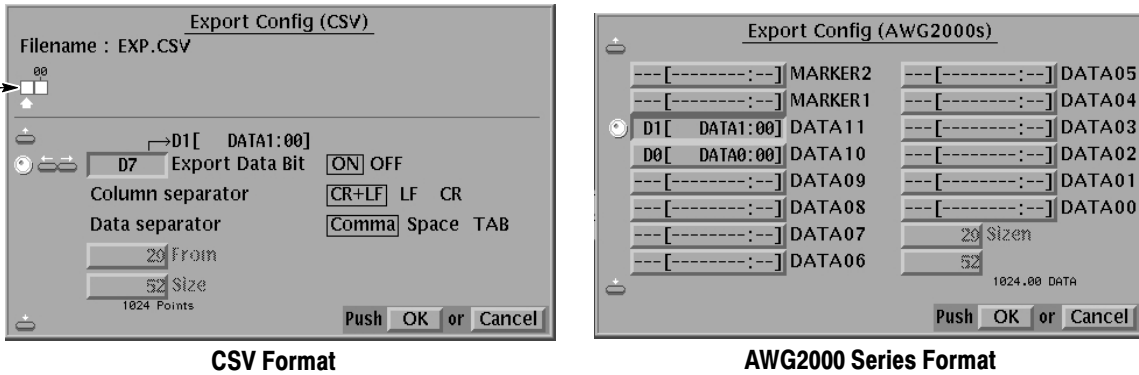 Export Config (CSV)
Filename : EXP.CSV
00
D1[ DATA1:00]
D7 Export Data Bit ON OFF
Column separator CR+LF LF CR
Data separator Comma Space TAB
29 From
52 Size
1024 Points
Push OK or Cancel
CSV Format
Export Config (AWG2000s)
---[--------:--] MARKER2 ---[--------:--] DATA05
---[--------:--] MARKER1 ---[--------:--] DATA04
D1[ DATA1:00] DATA11 ---[--------:--] DATA03
D0[ DATA0:00] DATA10 ---[--------:--] DATA02
---[--------:--] DATA09 ---[--------:--] DATA01
---[--------:--] DATA08 ---[--------:--] DATA00
---[--------:--] DATA07 29 Sizen
---[--------:--] DATA06 52
1024.00 DATA
Push OK or Cancel
AWG2000 Series Format